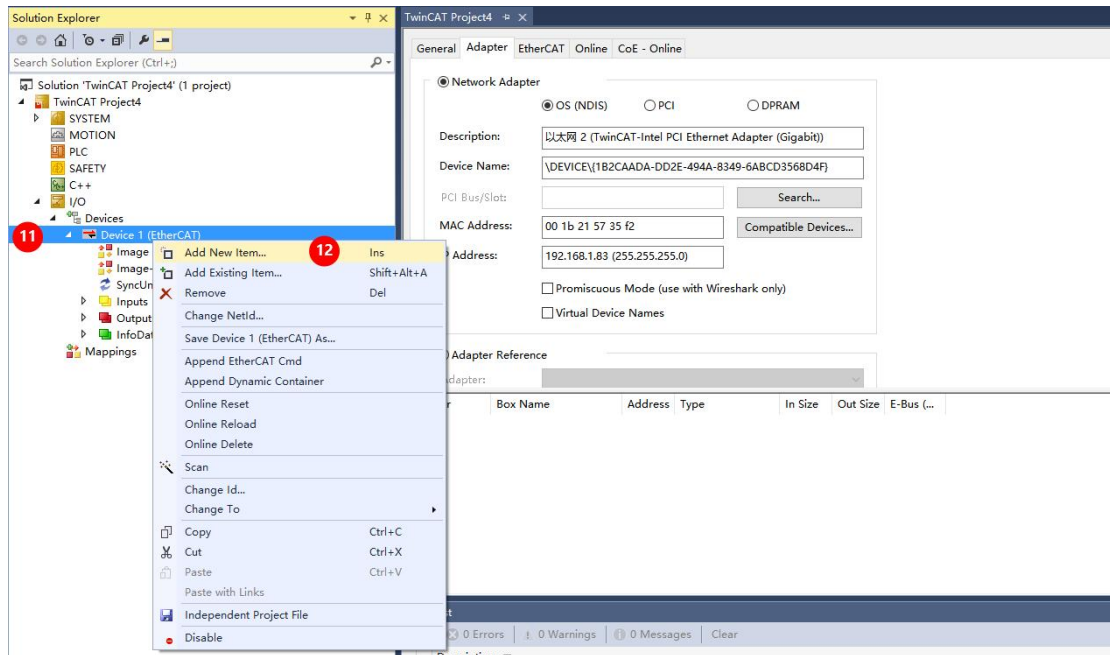 Solution Explorer
Search Solution Explorer (Ctrl+;)
Solution 'TwinCAT Project4' (1 project)
TwinCAT Project4
SYSTEM
MOTION
PLC
SAFETY
C++
I/O
Devices
11
Device 1 (EtherCAT)
Image
Image-
SyncUn
Inputs
Output
InfoDat
Mappings
Add New Item... 12 Ins
Add Existing Item... Shift+Alt+A
Remove Del
Change NetId...
Save Device 1 (EtherCAT) As...
Append EtherCAT Cmd
Append Dynamic Container
Online Reset
Online Reload
Online Delete
Scan
Change Id...
Change To
Copy Ctrl+C
Cut Ctrl+X
Paste Ctrl+V
Paste with Links
Independent Project File
Disable
TwinCAT Project4
General Adapter EtherCAT Online CoE - Online
Network Adapter
OS (NDIS) PCI DPRAM
Description: 以太网 2 (TwinCAT-Intel PCI Ethernet Adapter (Gigabit))
Device Name: \DEVICE\{1B2CAADA-DD2E-494A-8349-6ABCD3568D4F}
PCI Bus/Slot: Search...
MAC Address: 00 1b 21 57 35 f2 Compatible Devices...
Address: 192.168.1.83 (255.255.255.0)
Promiscuous Mode (use with Wireshark only)
Virtual Device Names
Adapter Reference
dapter:
r Box Name Address Type In Size Out Size E-Bus (...
t
0 Errors 0 Warnings 0 Messages Clear